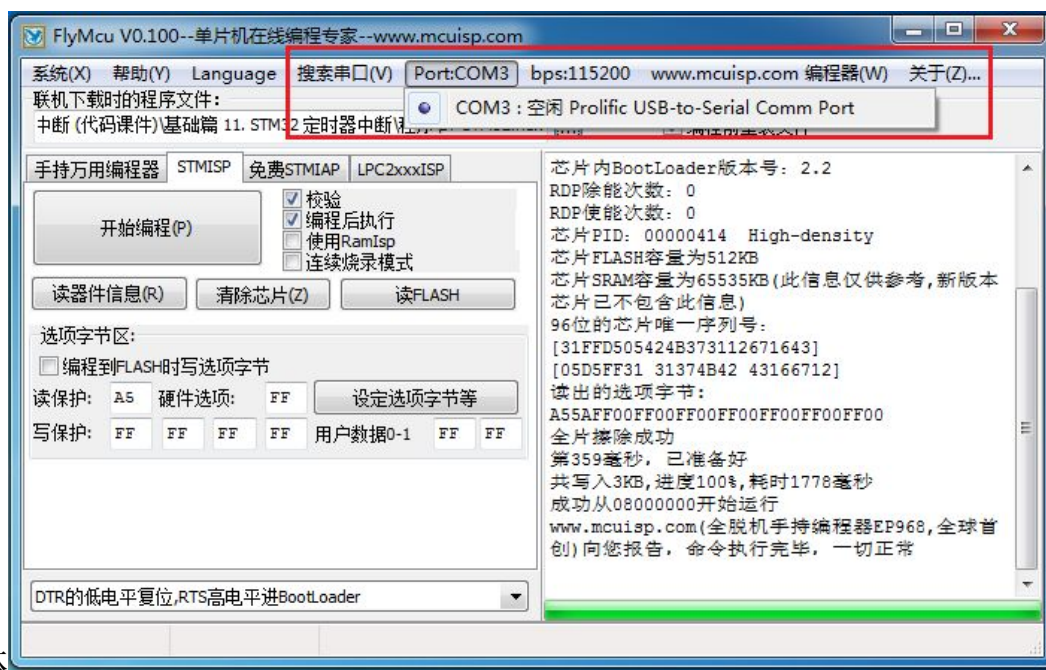 FlyMcu V0.100--单片机在线编程专家--www.mcuisp.com
系统(X) 帮助(Y) Language 搜索串口(V) Port:COM3 bps:115200 www.mcuisp.com 编程器(W) 关于(Z)...
联机下载时的程序文件:
COM3 : 空闲 Prolific USB-to-Serial Comm Port
中断 (代码课件)\基础篇 11. STM32 定时器中断\
手持万用编程器 STMISP 免费STMIAP LPC2xxxISP
开始编程(P)
校验
编程后执行
使用RamIsp
连续烧录模式
读器件信息(R) 清除芯片(Z) 读FLASH
选项字节区:
编程到FLASH时写选项字节
读保护: A5 硬件选项: FF 设定选项字节等
写保护: FF FF FF FF 用户数据0-1 FF FF
DTR的低电平复位,RTS高电平进BootLoader
芯片内BootLoader版本号: 2.2
RDP除能次数: 0
RDP使能次数: 0
芯片PID: 00000414 High-density
芯片FLASH容量为512KB
芯片SRAM容量为65535KB(此信息仅供参考,新版本
芯片已不包含此信息)
96位的芯片唯一序列号:
[31FFD505424B373112671643]
[05D5FF31 31374B42 43166712]
读出的选项字节:
A55AFF00FF00FF00FF00FF00FF00FF00
全片擦除成功
第359毫秒, 已准备好
共写入3KB,进度100%,耗时1778毫秒
成功从08000000开始运行
www.mcuisp.com(全脱机手持编程器EP968,全球首
创)向您报告, 命令执行完毕, 一切正常